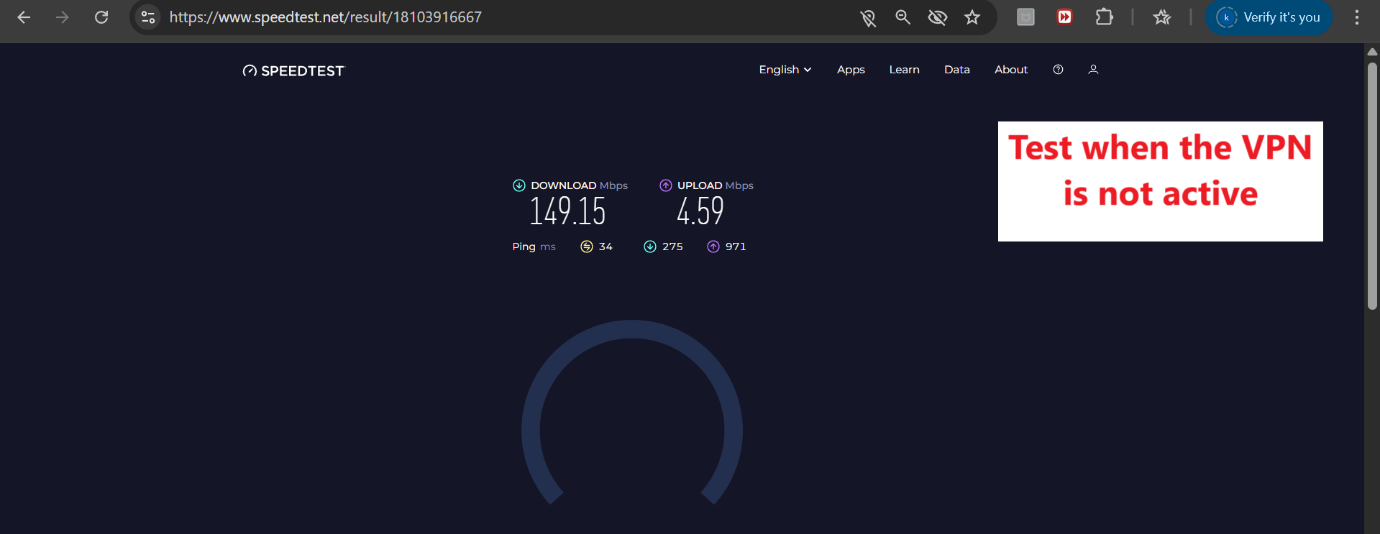 https://www.speedtest.net/result/18103916667
k Verify it's you
SPEEDTEST
English Apps Learn Data About
Test when the VPN
is not active
DOWNLOAD Mbps UPLOAD Mbps
149.15 4.59
Ping ms 34 275 971